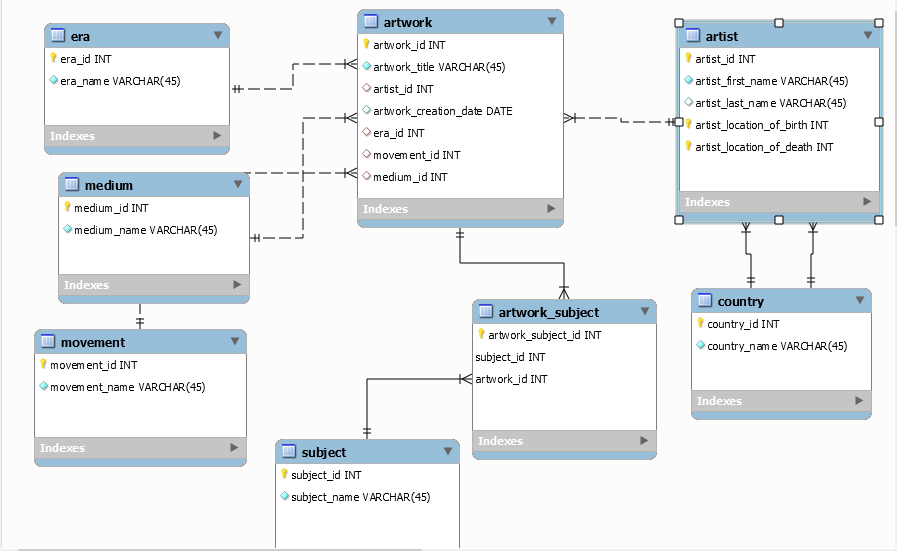 era
era_id INT
era_name VARCHAR(45)
Indexes
artwork
artwork_id INT
artwork_title VARCHAR(45)
artist_id INT
artwork_creation_date DATE
era_id INT
movement_id INT
medium_id INT
Indexes
artist
artist_id INT
artist_first_name VARCHAR(45)
artist_last_name VARCHAR(45)
artist_location_of_birth INT
artist_location_of_death INT
Indexes
medium
medium_id INT
medium_name VARCHAR(45)
Indexes
movement
movement_id INT
movement_name VARCHAR(45)
Indexes
artwork_subject
artwork_subject_id INT
subject_id INT
artwork_id INT
Indexes
country
country_id INT
country_name VARCHAR(45)
Indexes
subject
subject_id INT
subject_name VARCHAR(45)